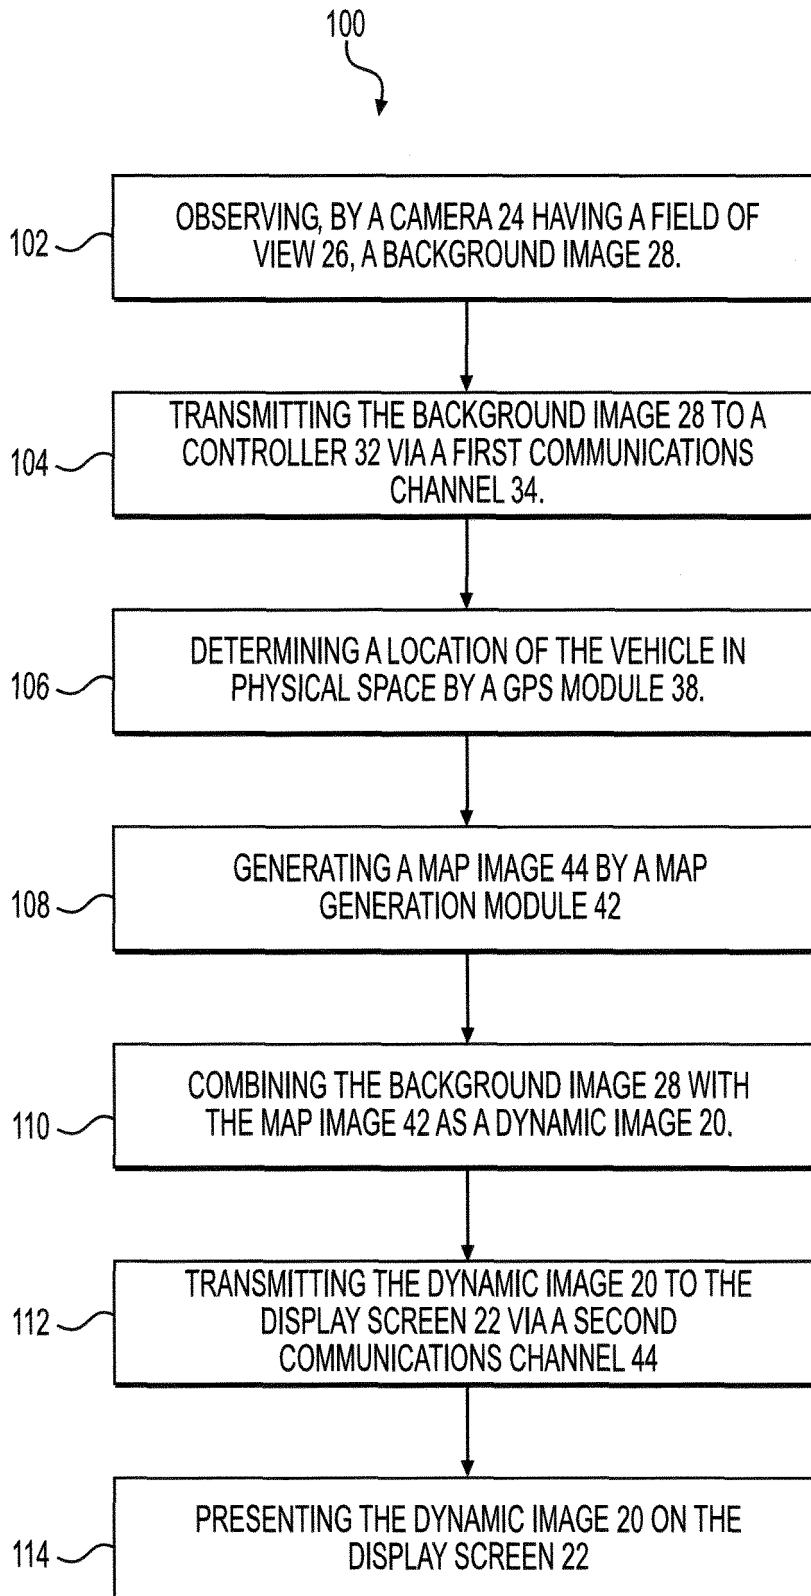 100
102
OBSERVING, BY A CAMERA 24 HAVING A FIELD OF
VIEW 26, A BACKGROUND IMAGE 28.
104
TRANSMITTING THE BACKGROUND IMAGE 28 TO A
CONTROLLER 32 VIA A FIRST COMMUNICATIONS
CHANNEL 34.
106
DETERMINING A LOCATION OF THE VEHICLE IN
PHYSICAL SPACE BY A GPS MODULE 38.
108
GENERATING A MAP IMAGE 44 BY A MAP
GENERATION MODULE 42
110
COMBINING THE BACKGROUND IMAGE 28 WITH
THE MAP IMAGE 42 AS A DYNAMIC IMAGE 20.
112
TRANSMITTING THE DYNAMIC IMAGE 20 TO THE
DISPLAY SCREEN 22 VIA A SECOND
COMMUNICATIONS CHANNEL 44
114
PRESENTING THE DYNAMIC IMAGE 20 ON THE
DISPLAY SCREEN 22